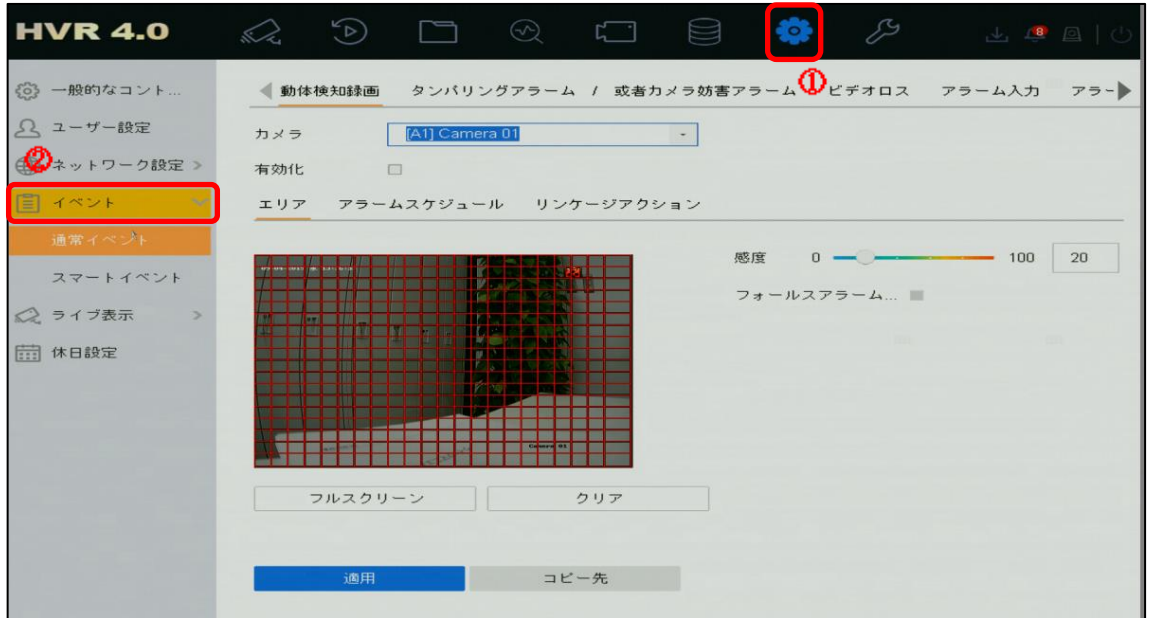 HVR 4.0
8
①
一般的なコント...
ユーザー設定
②
ネットワーク設定 >
イベント
通常イベント
スマートイベント
ライブ表示 >
休日設定
動体検知録画 タンパリングアラーム / 或者カメラ妨害アラーム ビデオロス アラーム入力 アラー
カメラ [A1] Camera 01
有効化
エリア アラームスケジュール リンケージアクション
感度 0 100 20
フォールスアラーム...
Camera 01
フルスクリーン クリア
適用 コピー先